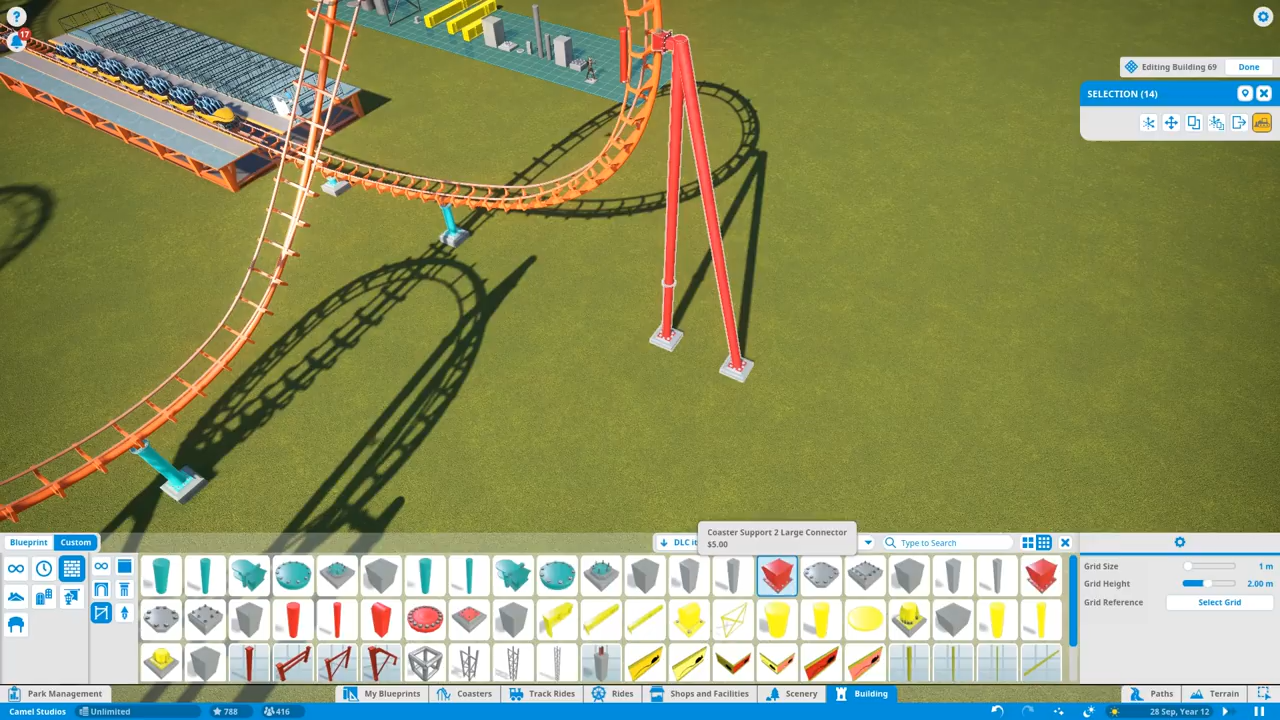 ?
17
Editing Building 69
Done
SELECTION (14)
Coaster Support 2 Large Connector
$5.00
Blueprint
Custom
Type to Search
Grid Size
1 m
Grid Height
2.00 m
Grid Reference
Select Grid
Park Management
My Blueprints
Coasters
Track Rides
Rides
Shops and Facilities
Scenery
Building
Paths
Terrain
Camel Studios
Unlimited
788
416
28 Sep, Year 12